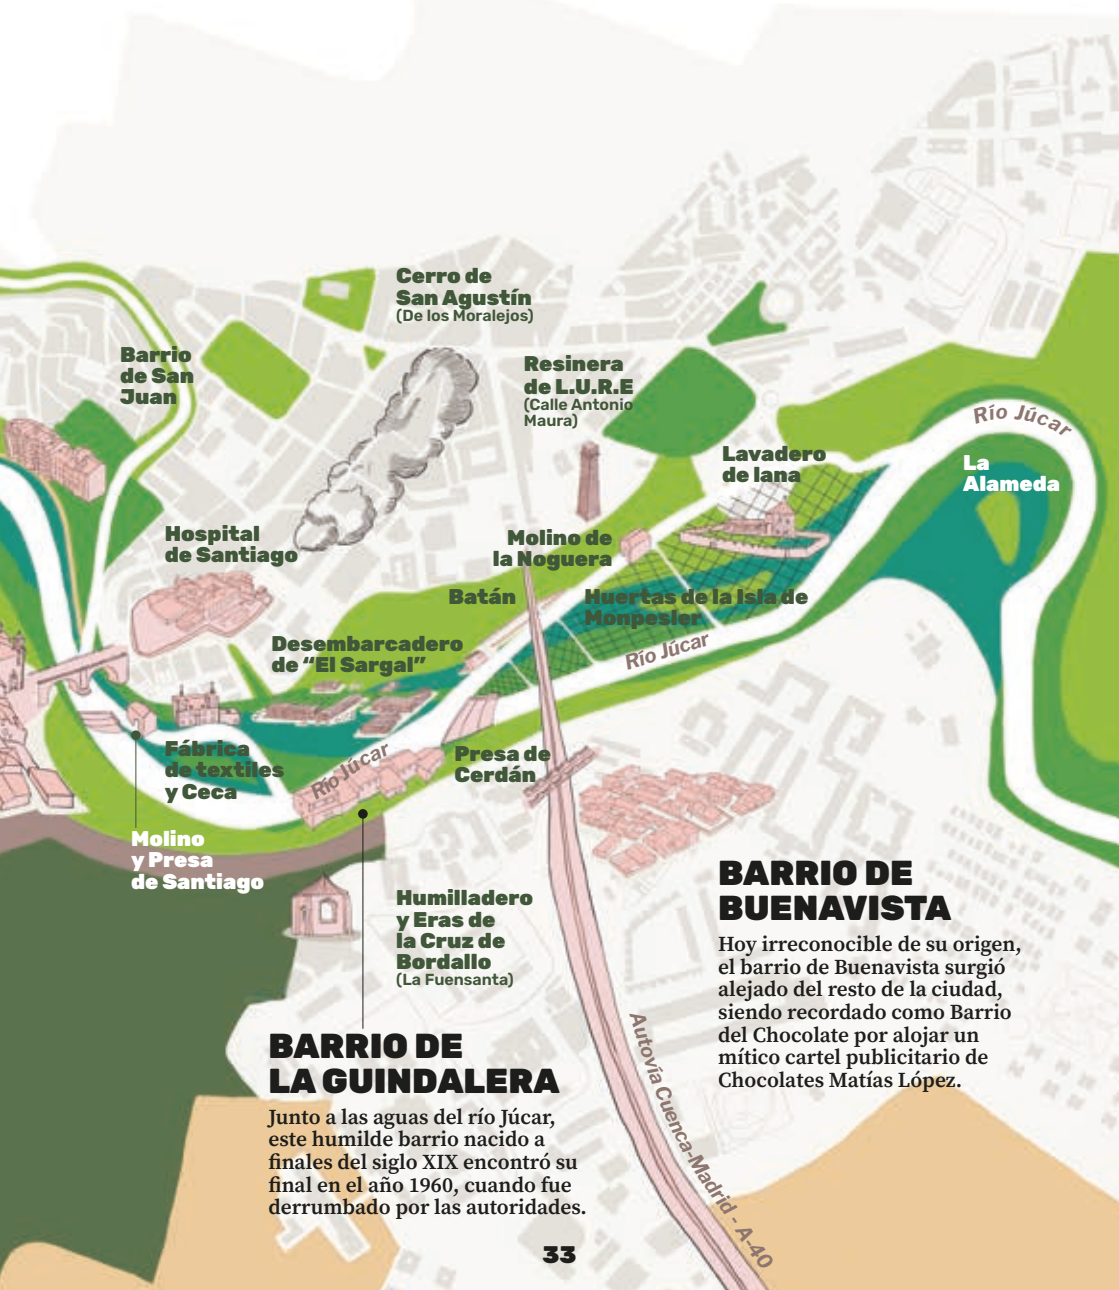 Cerro de
San Agustín
(De los Moralejos)
Barrio
de San
Juan
Resinera
de L.U.R.E
(Calle Antonio
Maura)
Río Júcar
La
Alameda
Lavadero
de lana
Hospital
de Santiago
Molino de
la Noguera
Batán
Huertas de la Isla de
Monpesler
Río Júcar
Desembarcadero
de “El Sargal”
Fábrica
de textiles
y Ceca
Río Júcar
Presa de
Cerdán
Molino
y Presa
de Santiago
Humilladero
y Eras de
la Cruz de
Bordallo
(La Fuensanta)
BARRIO DE
BUENAVISTA
Hoy irreconocible de su origen,
el barrio de Buenavista surgió
alejado del resto de la ciudad,
siendo recordado como Barrio
del Chocolate por alojar un
mítico cartel publicitario de
Chocolates Matías López.
BARRIO DE
LA GUINDALERA
Junto a las aguas del río Júcar,
este humilde barrio nacido a
finales del siglo XIX encontró su
final en el año 1960, cuando fue
derrumbado por las autoridades.
Autovía Cuenca-Madrid - A-40
33